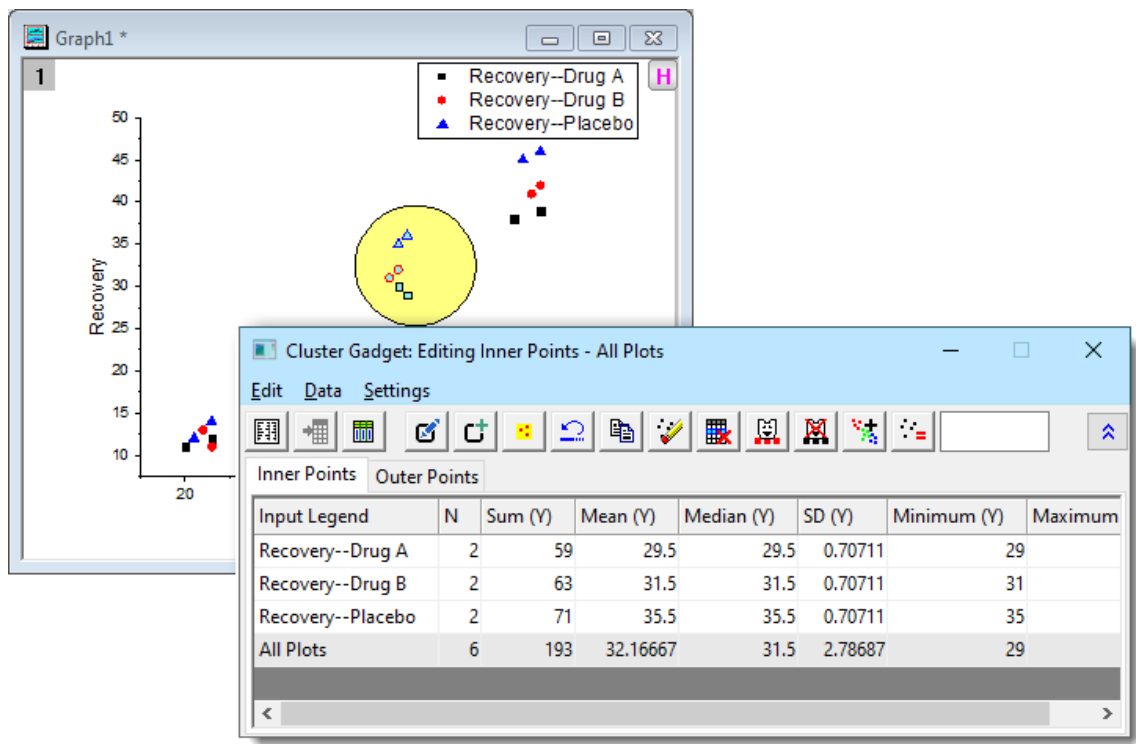 Graph1 *
1
Recovery--Drug A
H
Recovery--Drug B
Recovery--Placebo
50
45
40
35
30
25
20
15
10
Recovery
20
Cluster Gadget: Editing Inner Points - All Plots
Edit Data Settings
Inner Points Outer Points
Input Legend N Sum (Y) Mean (Y) Median (Y) SD (Y) Minimum (Y) Maximum
Recovery--Drug A 2 59 29.5 29.5 0.70711 29
Recovery--Drug B 2 63 31.5 31.5 0.70711 31
Recovery--Placebo 2 71 35.5 35.5 0.70711 35
All Plots 6 193 32.16667 31.5 2.78687 29